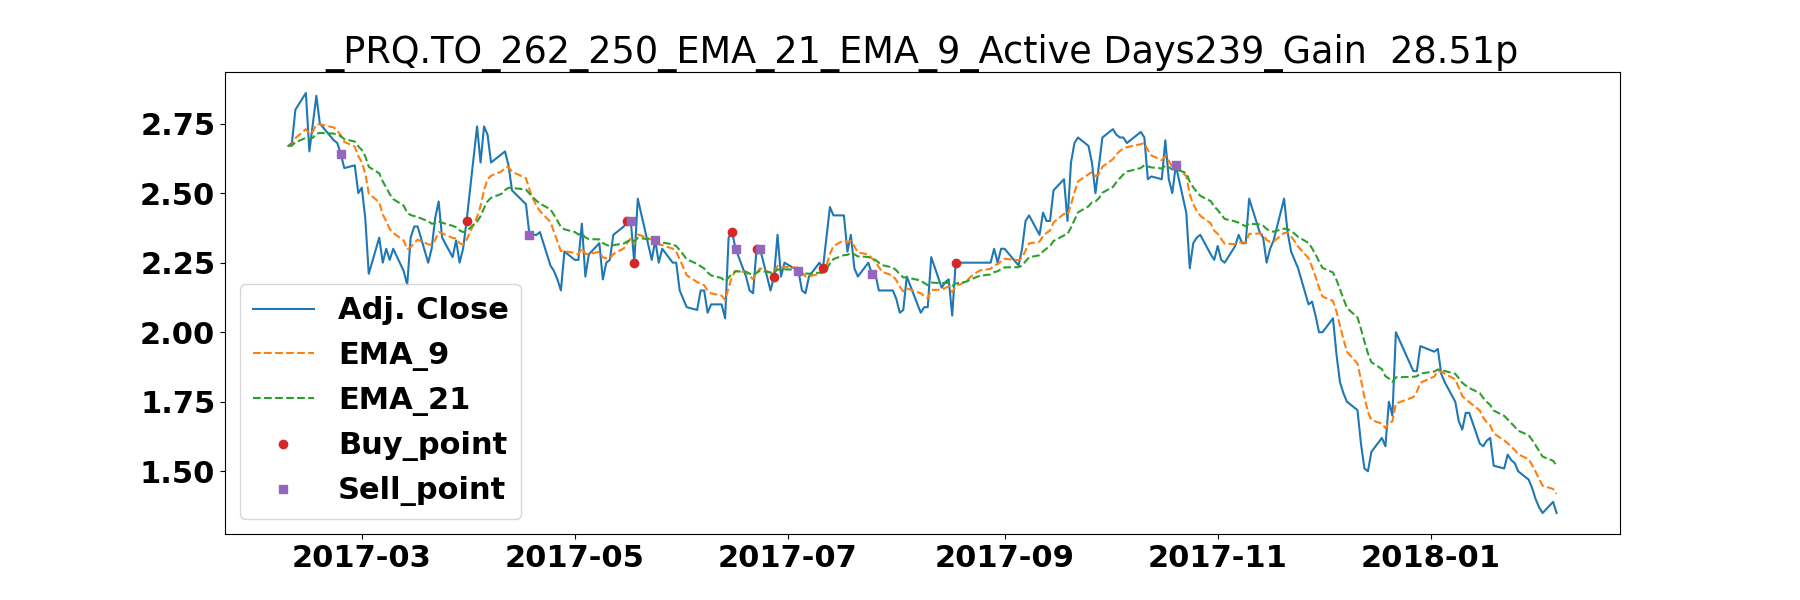 _PRQ.TO_262_250_EMA_21_EMA_9_Active Days239_Gain  28.51p
2.75
2.50
2.25
2.00
1.75
1.50
Adj. Close
EMA_9
EMA_21
Buy_point
Sell_point
2017-03 2017-05 2017-07 2017-09 2017-11 2018-01